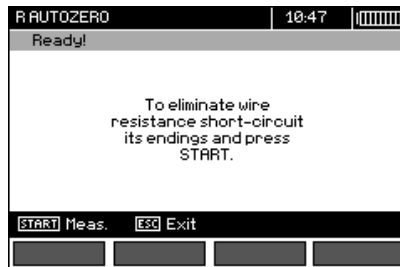 R AUTOZERO 10:47
Ready!
To eliminate wire
resistance short-circuit
its endings and press
START.
START Meas. ESC Exit